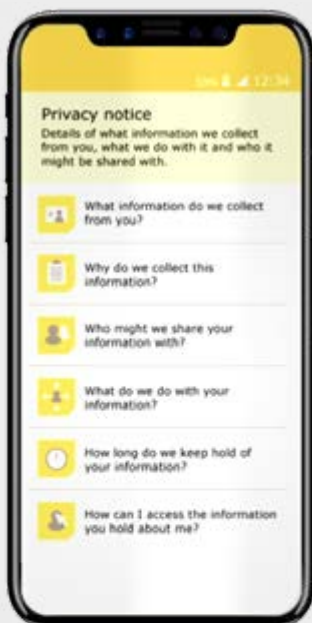 12:34
Privacy notice
Details of what information we collect
from you, what we do with it and who it
might be shared with.
What information do we collect
from you?
Why do we collect this
information?
Who might we share your
information with?
What do we do with your
information?
How long do we keep hold of
your information?
How can I access the information
you hold about me?